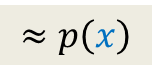 ≈ p(x)